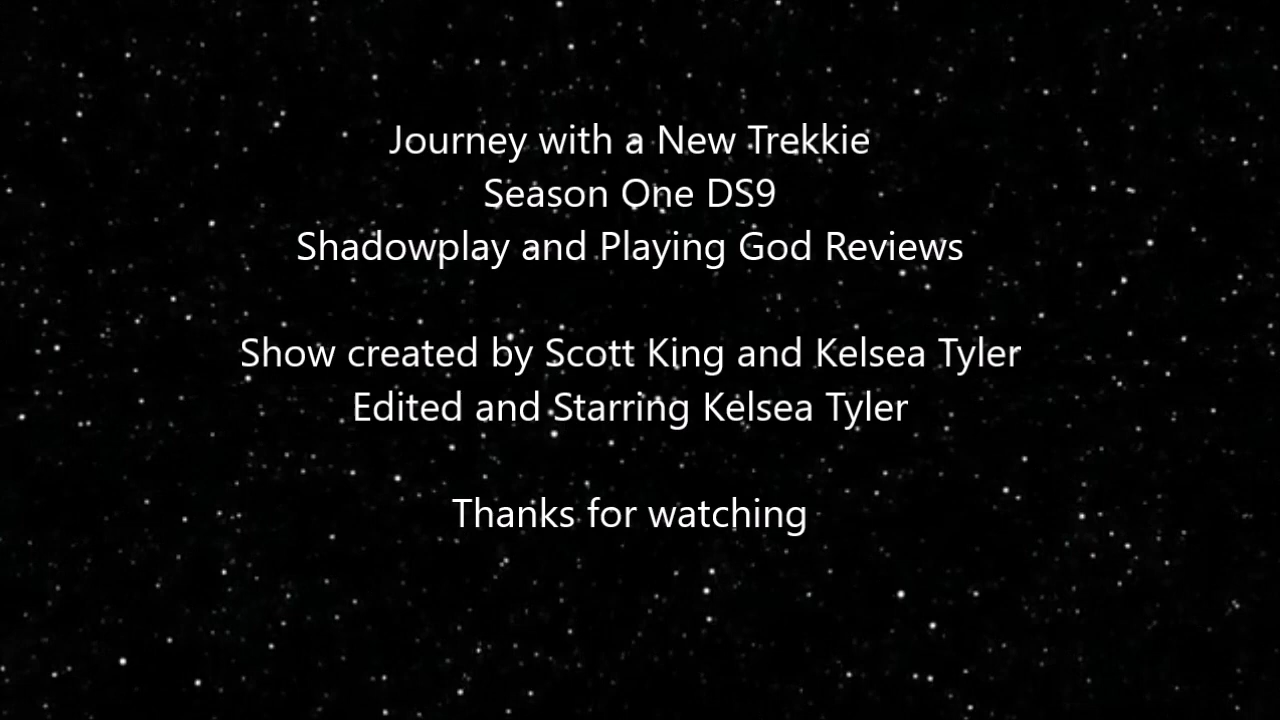 Journey with a New Trekkie
Season One DS9
Shadowplay and Playing God Reviews
Show created by Scott King and Kelsea Tyler
Edited and Starring Kelsea Tyler
Thanks for watching